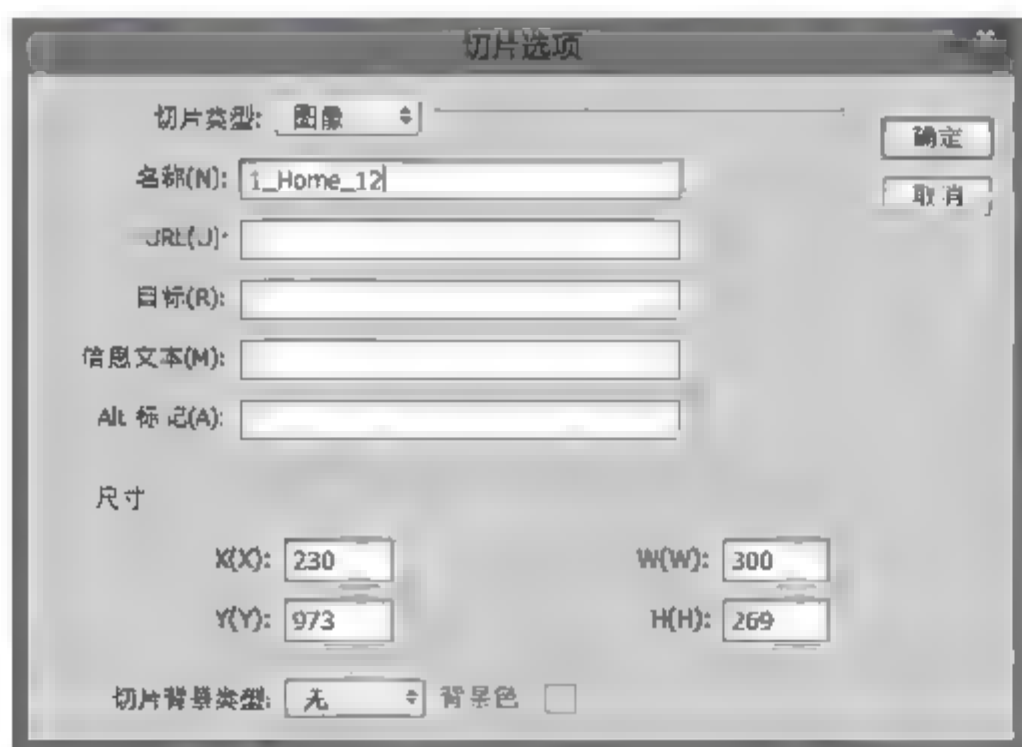 切片选项
切片类型: 图像
确定
名称(N): 1_Home_12
取消
URL(U):
目标(R):
信息文本(M):
Alt 标记(A):
尺寸
X(X): 230 W(W): 300
Y(Y): 973 H(H): 269
切片背景类型: 无 背景色